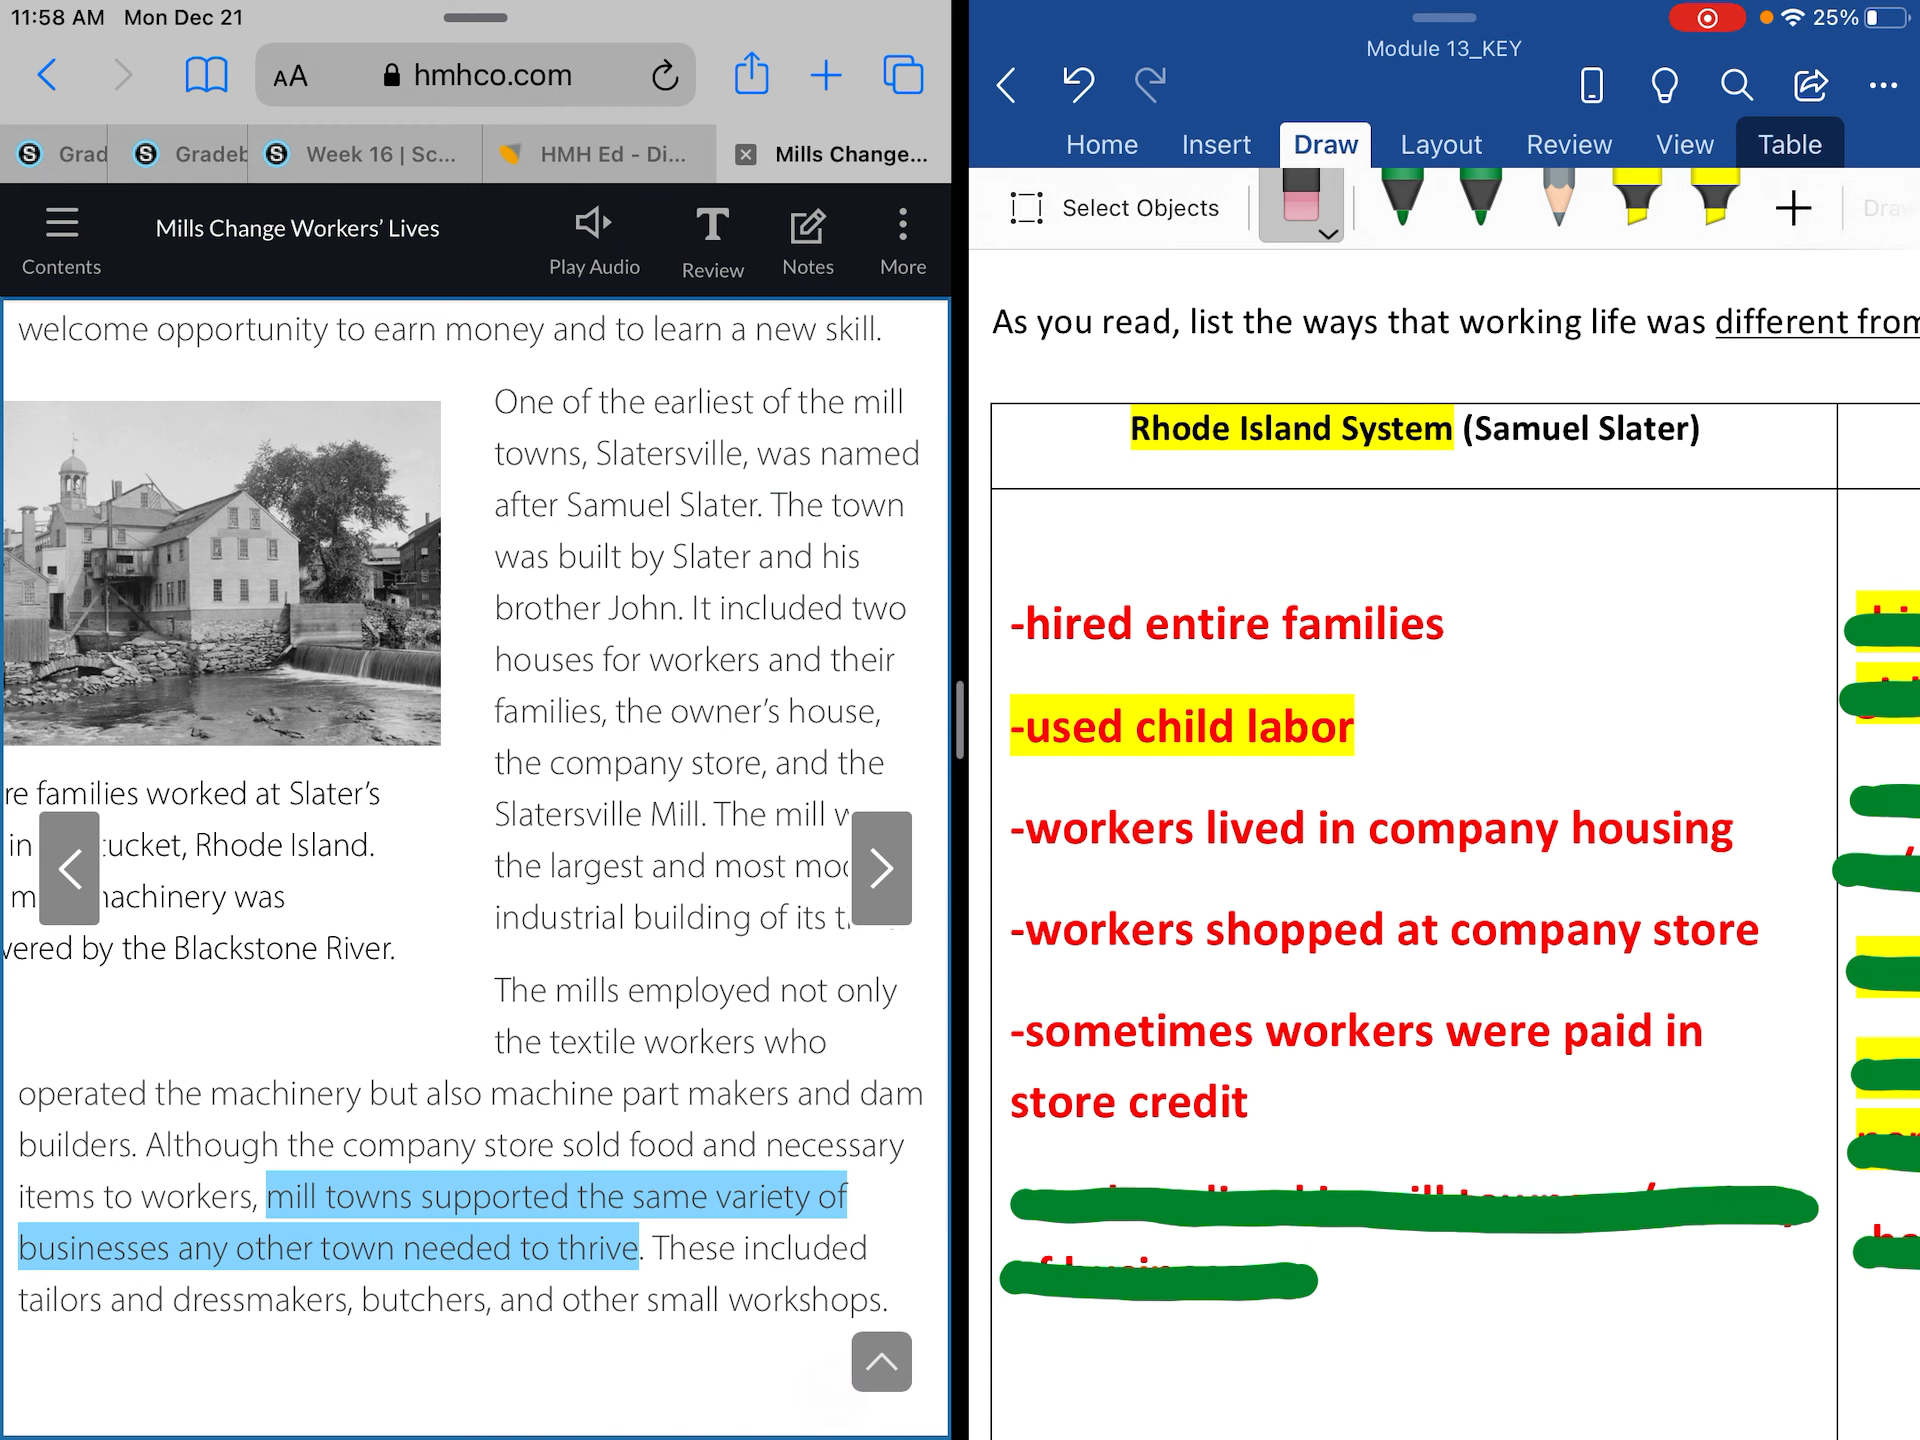 11:58 AM Mon Dec 21
AA hmhco.com
Grad
Gradeb
Week 16 | Sc...
HMH Ed - Di...
Mills Change...
Contents
Mills Change Workers' Lives
Play Audio
Review
Notes
More
welcome opportunity to earn money and to learn a new skill.
re families worked at Slater's
in tucket, Rhode Island.
m achinery was
wered by the Blackstone River.
One of the earliest of the mill
towns, Slatersville, was named
after Samuel Slater. The town
was built by Slater and his
brother John. It included two
houses for workers and their
families, the owner's house,
the company store, and the
Slatersville Mill. The mill w
the largest and most mo
industrial building of its t
The mills employed not only
the textile workers who
operated the machinery but also machine part makers and dam
builders. Although the company store sold food and necessary
items to workers, mill towns supported the same variety of
businesses any other town needed to thrive. These included
tailors and dressmakers, butchers, and other small workshops.
25%
Module 13_KEY
Home Insert Draw Layout Review View Table
Select Objects
Draw
As you read, list the ways that working life was different from
Rhode Island System (Samuel Slater)
-hired entire families
-used child labor
-workers lived in company housing
-workers shopped at company store
-sometimes workers were paid in
store credit